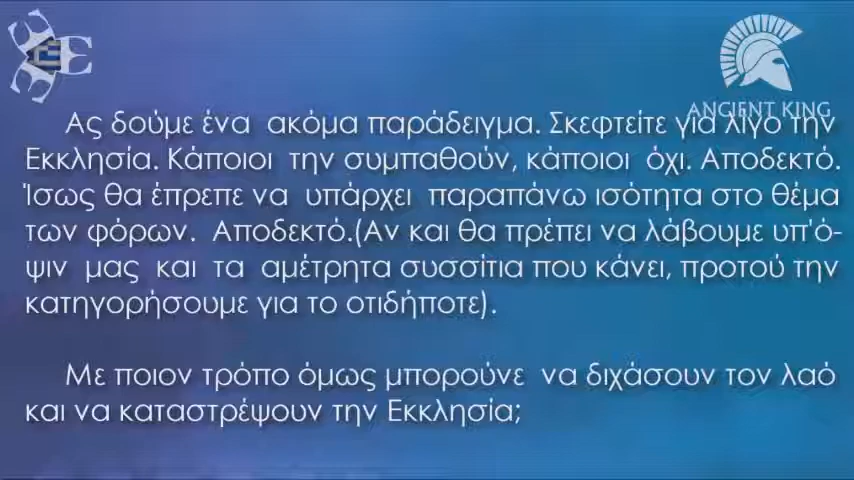 ANCIENT KING
Ας δούμε ένα ακόμα παράδειγμα. Σκεφτείτε για λίγο την
Εκκλησία. Κάποιοι την συμπαθούν, κάποιοι όχι. Αποδεκτό.
Ίσως θα έπρεπε να υπάρχει παραπάνω ισότητα στο θέμα
των φόρων. Αποδεκτό.(Αν και θα πρέπει να λάβουμε υπ'ό-
ψιν μας και τα αμέτρητα συσσίτια που κάνει, προτού την
κατηγορήσουμε για το οτιδήποτε).
Με ποιον τρόπο όμως μπορούνε να διχάσουν τον λαό
και να καταστρέψουν την Εκκλησία;